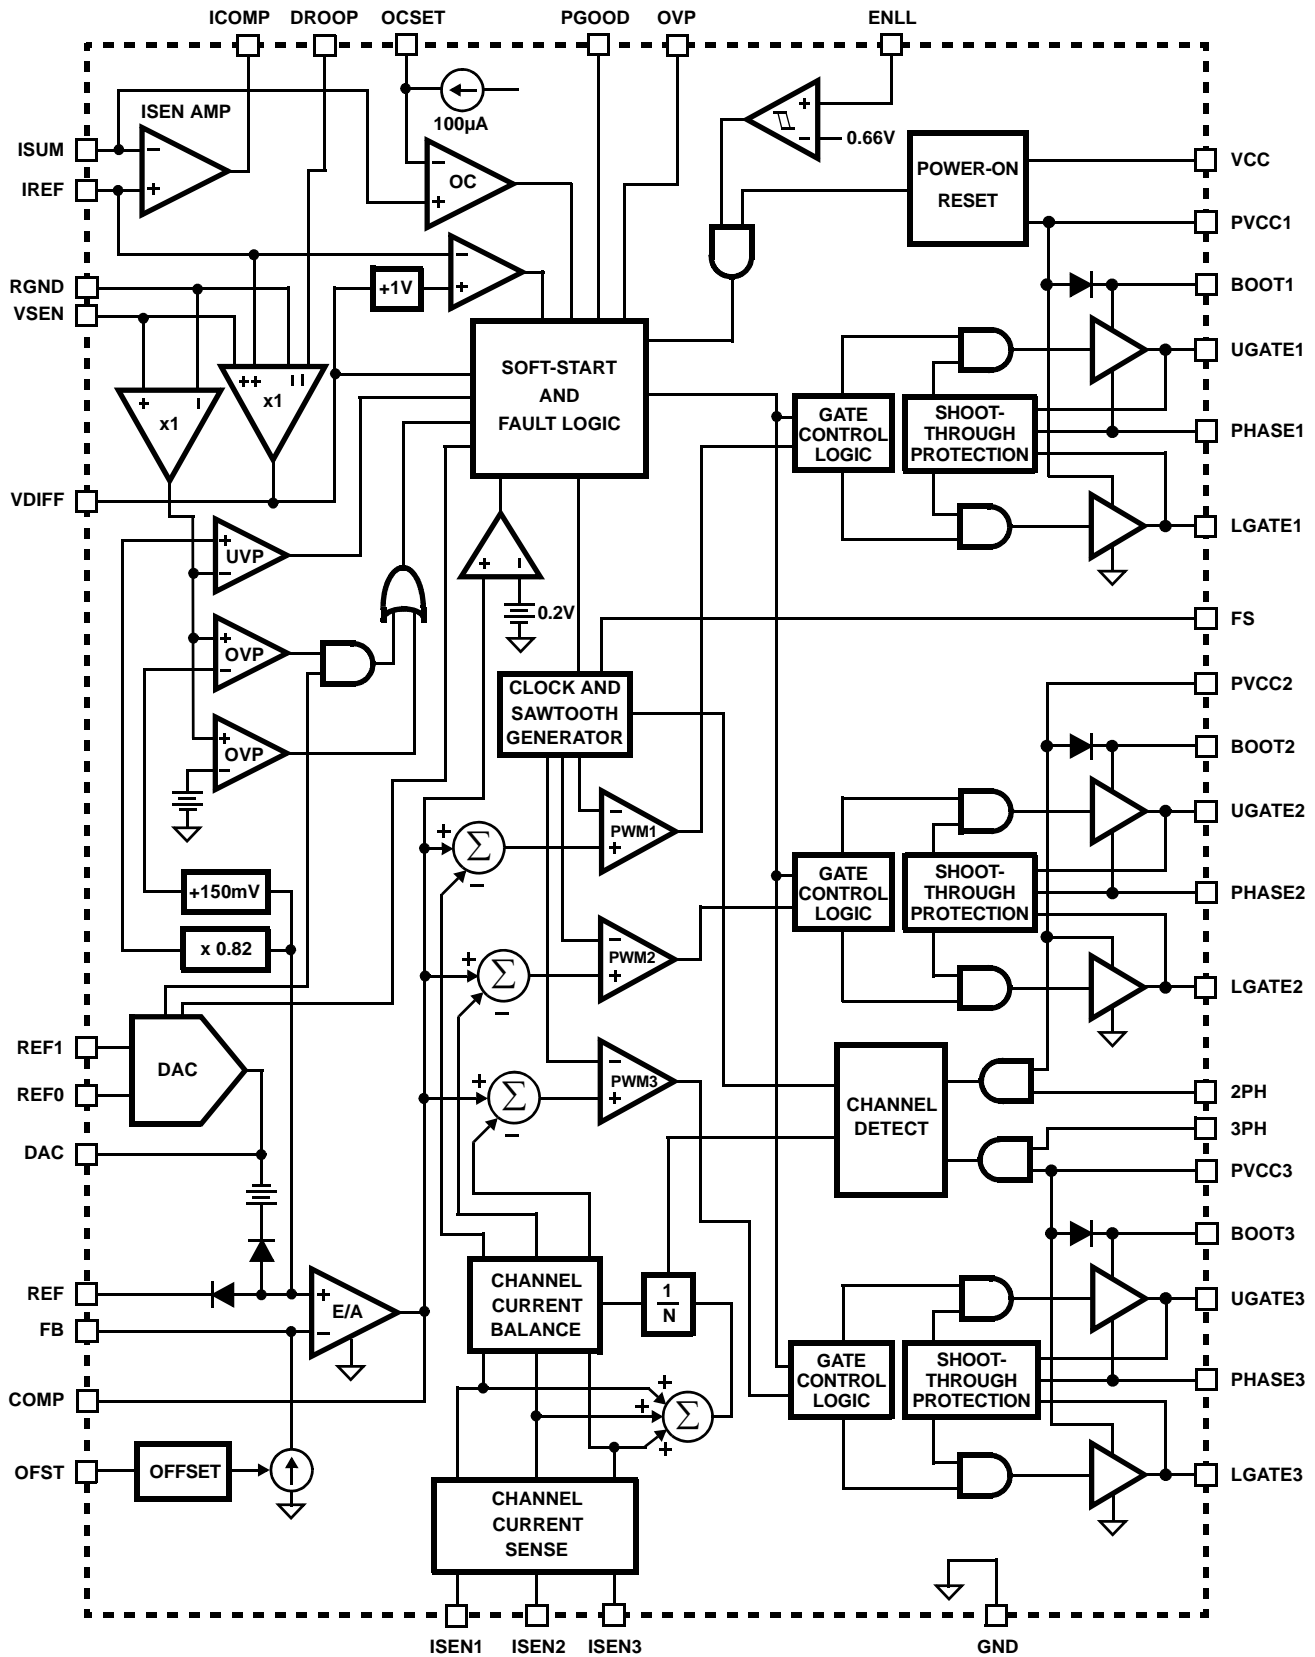 ICOMP DROOP OCSET PGOOD OVP ENLL
ISEN AMP
100µA
ISUM
IREF
−
+
−
OC
+
+
−
0.66V
POWER-ON
RESET
VCC
PVCC1
−
+
+1V
RGND
VSEN
BOOT1
UGATE1
PHASE1
LGATE1
+ −
x1
++ − −
x1
SOFT-START
AND
FAULT LOGIC
GATE
CONTROL
LOGIC
SHOOT-
THROUGH
PROTECTION
VDIFF
+
UVP
−
+ −
0.2V
+
OVP
−
+
OVP
−
FS
CLOCK AND
SAWTOOTH
GENERATOR
PVCC2
BOOT2
UGATE2
PHASE2
LGATE2
−
PWM1
+
+
Σ
−
+150mV
x 0.82
GATE
CONTROL
LOGIC
SHOOT-
THROUGH
PROTECTION
−
PWM2
+
+
Σ
−
REF1
REF0
DAC
DAC
−
PWM3
+
+
Σ
−
CHANNEL
DETECT
2PH
3PH
PVCC3
BOOT3
UGATE3
PHASE3
LGATE3
REF
FB
+
E/A
−
CHANNEL
CURRENT
BALANCE
1
N
GATE
CONTROL
LOGIC
SHOOT-
THROUGH
PROTECTION
COMP
+
+
Σ
+
OFST
OFFSET
CHANNEL
CURRENT
SENSE
ISEN1 ISEN2 ISEN3 GND